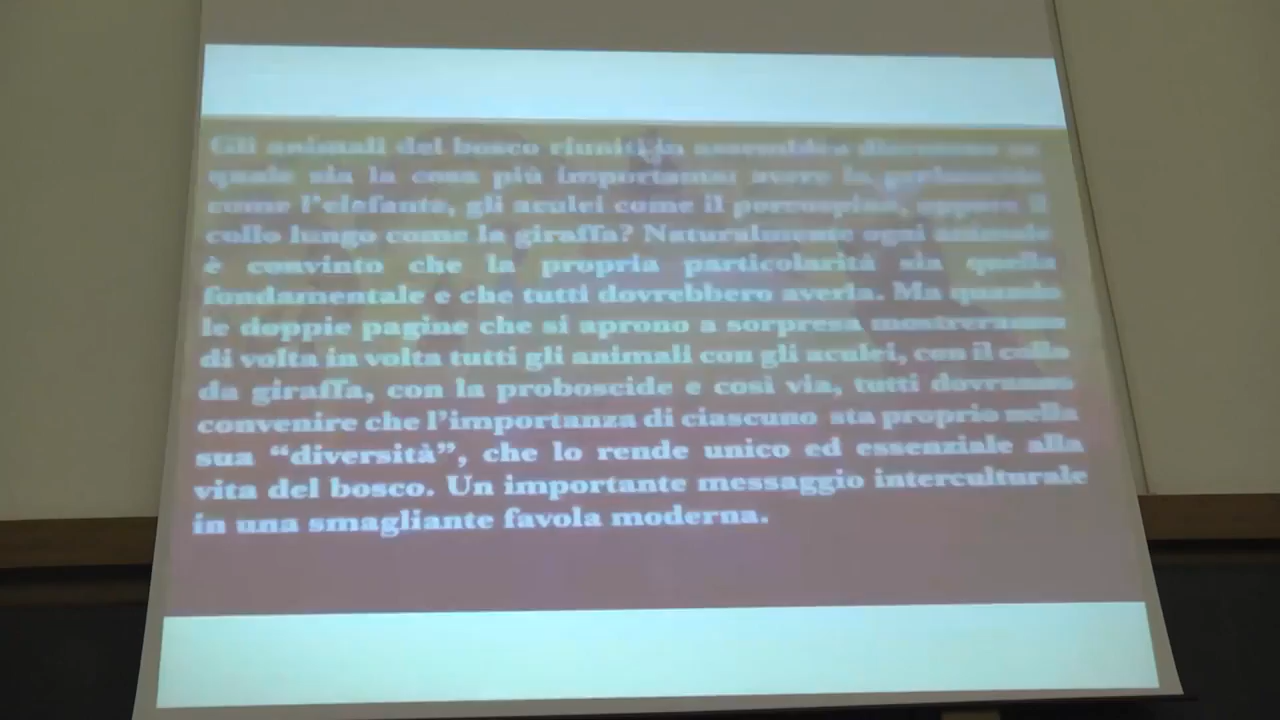 Gli animali del bosco riuniti in assemblea discutono su
quale sia la cosa più importante: avere la proboscide
come l'elefante, gli aculei come il porcospino, oppure il
collo lungo come la giraffa? Naturalmente ogni animale
è convinto che la propria particolarità sia quella
fondamentale e che tutti dovrebbero averla. Ma quando
le doppie pagine che si aprono a sorpresa mostreranno
di volta in volta tutti gli animali con gli aculei, con il collo
da giraffa, con la proboscide e così via, tutti dovranno
convenire che l'importanza di ciascuno sta proprio nella
sua “diversità”, che lo rende unico ed essenziale alla
vita del bosco. Un importante messaggio interculturale
in una smagliante favola moderna.